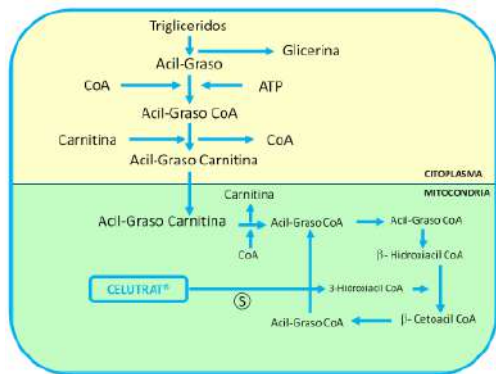 Trigliceridos
Glicerina
Acil-Graso
CoA
ATP
Acil-Graso CoA
Carnitina
CoA
Acil-Graso Carnitina
CITOPLASMA
MITOCONDRIA
Carnitina
Acil-Graso Carnitina
Acil-Graso CoA
Acil-Graso CoA
CoA
β- Hidroxiacil CoA
CELUTRAT®
S
3-Hidroxiacil CoA
Acil-Graso CoA
β- Cetoacil CoA